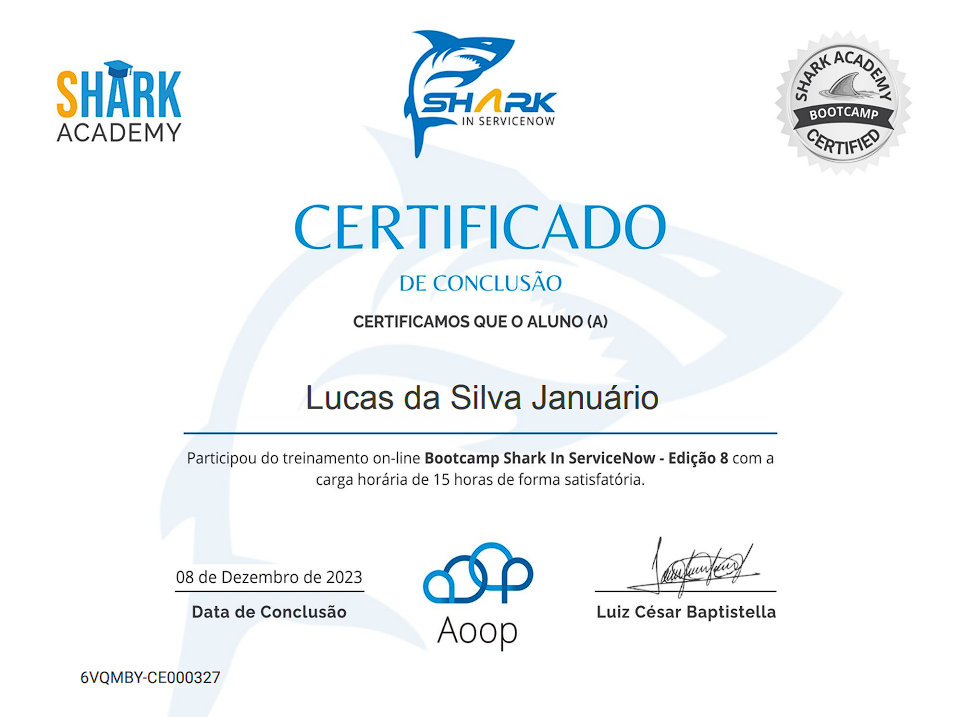 SHARK
ACADEMY
SHARK
IN SERVICENOW
SHARK ACADEMY
BOOTCAMP
CERTIFIED
CERTIFICADO
DE CONCLUSÃO
CERTIFICAMOS QUE O ALUNO (A)
Lucas da Silva Januário
Participou do treinamento on-line Bootcamp Shark In ServiceNow - Edição 8 com a
carga horária de 15 horas de forma satisfatória.
08 de Dezembro de 2023
Data de Conclusão
Aoop
Luiz César Baptistella
6VQMBY-CE000327